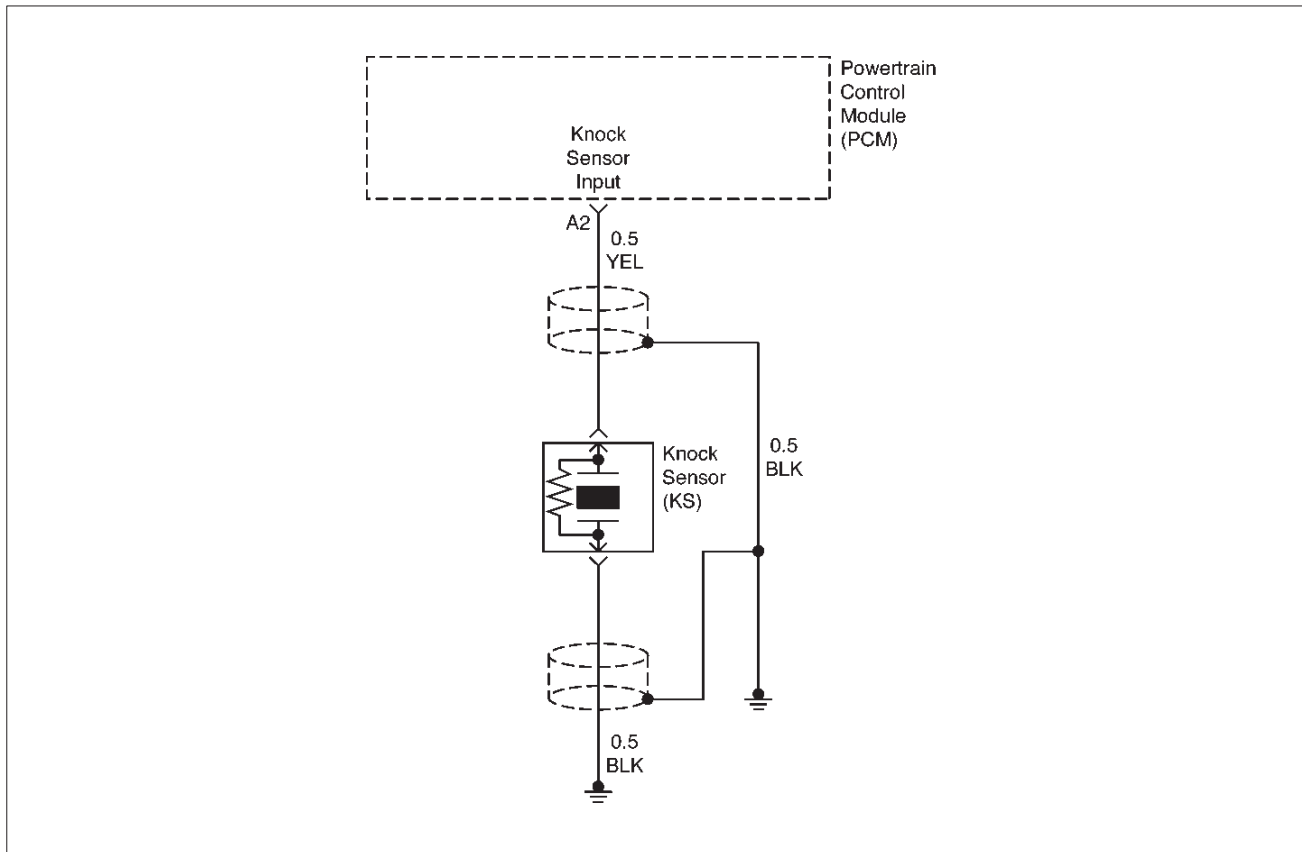 Powertrain
Control
Module
(PCM)
Knock
Sensor
Input
A2
0.5
YEL
Knock
Sensor
(KS)
0.5
BLK
0.5
BLK